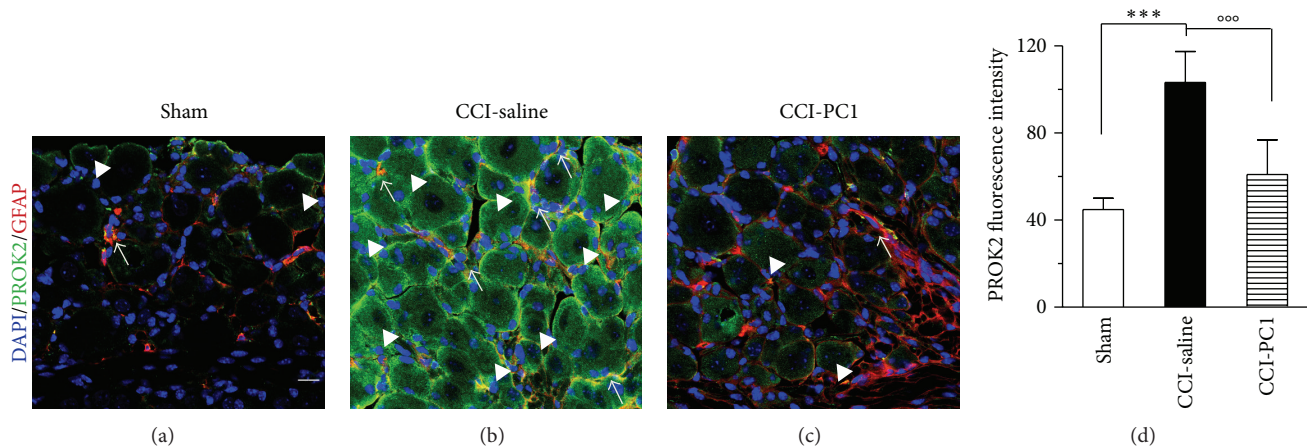 Sham
CCI-saline
CCI-PC1
DAPI/PROK2/GFAP
(a)
(b)
(c)
PROK2 fluorescence intensity
120
80
40
0
***
°°°
Sham
CCI-saline
CCI-PC1
(d)